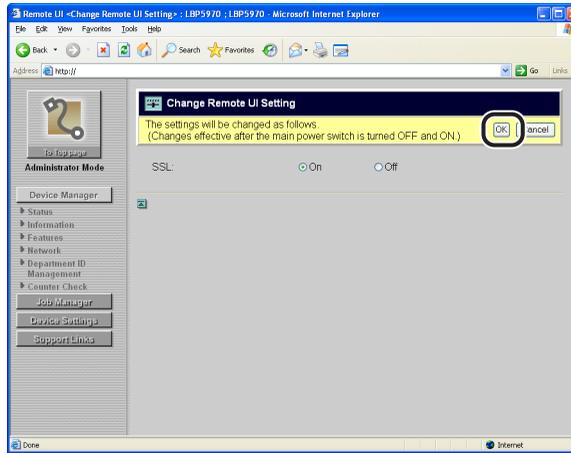 Remote UI <Change Remote UI Setting> : LBP5970 ; LBP5970 - Microsoft Internet Explorer
File Edit View Favorites Tools Help
Back Search Favorites
Address http:// Go Links
To Top page
Administrator Mode
Device Manager
Status
Information
Features
Network
Department ID
Management
Counter Check
Job Manager
Device Settings
Support Links
Change Remote UI Setting
The settings will be changed as follows.
(Changes effective after the main power switch is turned OFF and ON.)
OK Cancel
SSL: On Off
Done Internet